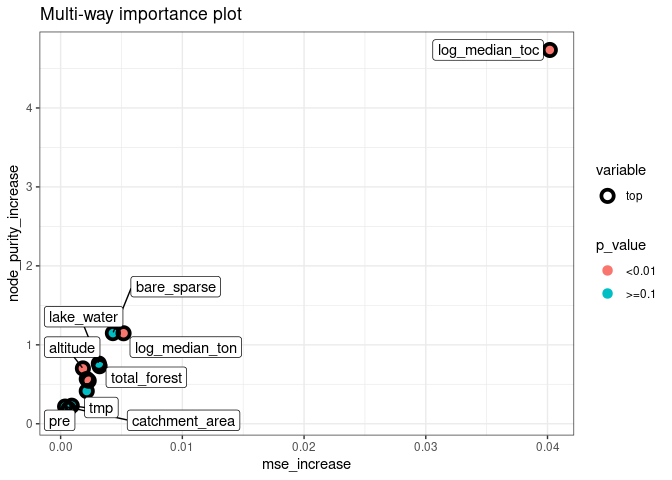 Multi-way importance plot
log_median_toc
4
3
2
1
0
node_purity_increase
bare_sparse
lake_water
altitude
log_median_ton
total_forest
tmp
pre
catchment_area
0.00
0.01
0.02
0.03
0.04
mse_increase
variable
top
p_value
<0.01
>=0.1